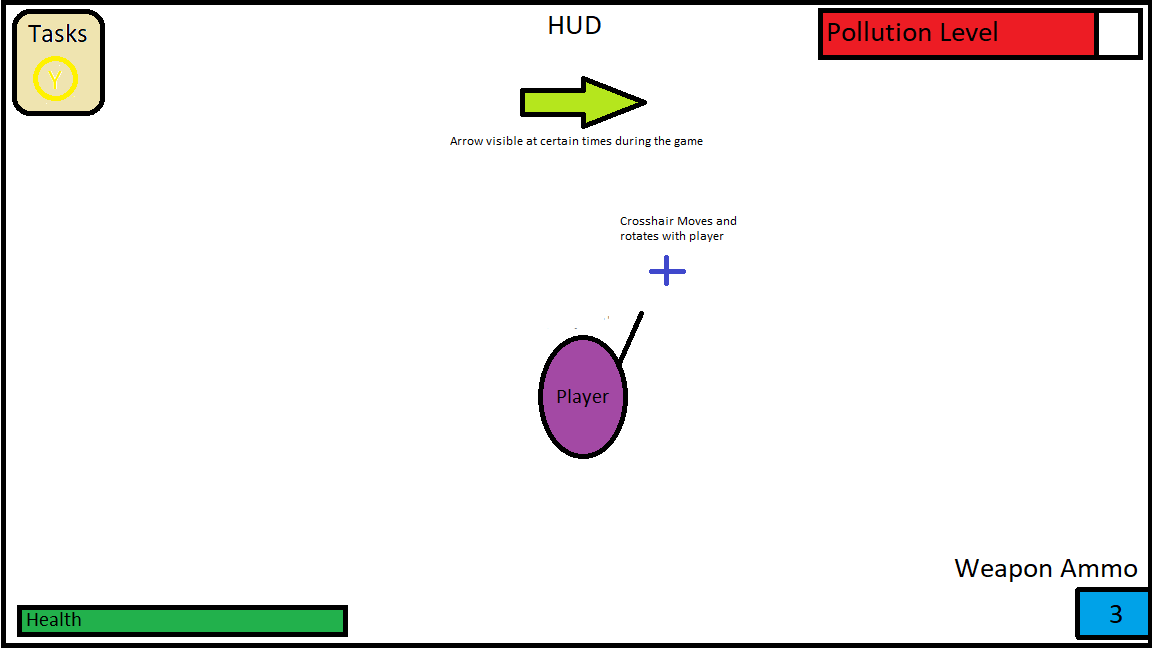 HUD
Tasks
Y
Pollution Level
Arrow visible at certain times during the game
Crosshair Moves and
rotates with player
Player
Weapon Ammo
3
Health